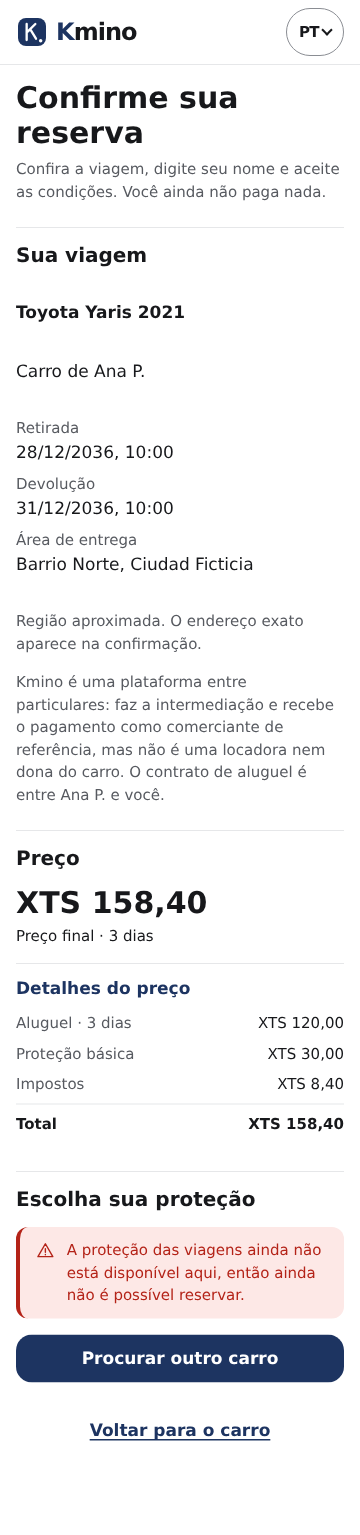 K. Kmino
PT
Confirme sua
reserva
Confira a viagem, digite seu nome e aceite
as condições. Você ainda não paga nada.
Sua viagem
Toyota Yaris 2021
Carro de Ana P.
Retirada
28/12/2036, 10:00
Devolução
31/12/2036, 10:00
Área de entrega
Barrio Norte, Ciudad Ficticia
Região aproximada. O endereço exato
aparece na confirmação.
Kmino é uma plataforma entre
particulares: faz a intermediação e recebe
o pagamento como comerciante de
referência, mas não é uma locadora nem
dona do carro. O contrato de aluguel é
entre Ana P. e você.
Preço
XTS 158,40
Preço final · 3 dias
Detalhes do preço
Aluguel · 3 dias XTS 120,00
Proteção básica XTS 30,00
Impostos XTS 8,40
Total XTS 158,40
Escolha sua proteção
A proteção das viagens ainda não
está disponível aqui, então ainda
não é possível reservar.
Procurar outro carro
Voltar para o carro